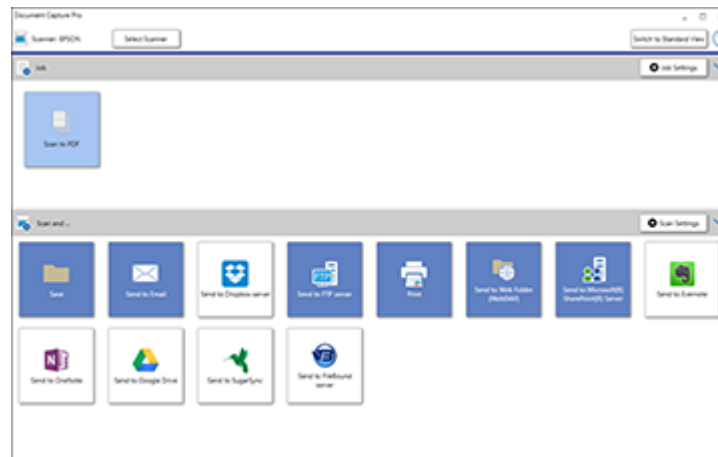 Document Capture Pro
Scanner: EPSON
Select Scanner
Switch to Standard View
Job
Job Settings
Scan to PDF
Scan and...
Scan Settings
Save
Send to Email
Send to Dropbox server
Send to FTP server
FTP
Print
Send to Web Folder
(WebDAV)
Send to Microsoft(R)
SharePoint(R) Server
Send to Evernote
N
Send to OneNote
Send to Google Drive
Send to SugarSync
Send to FileBound
server